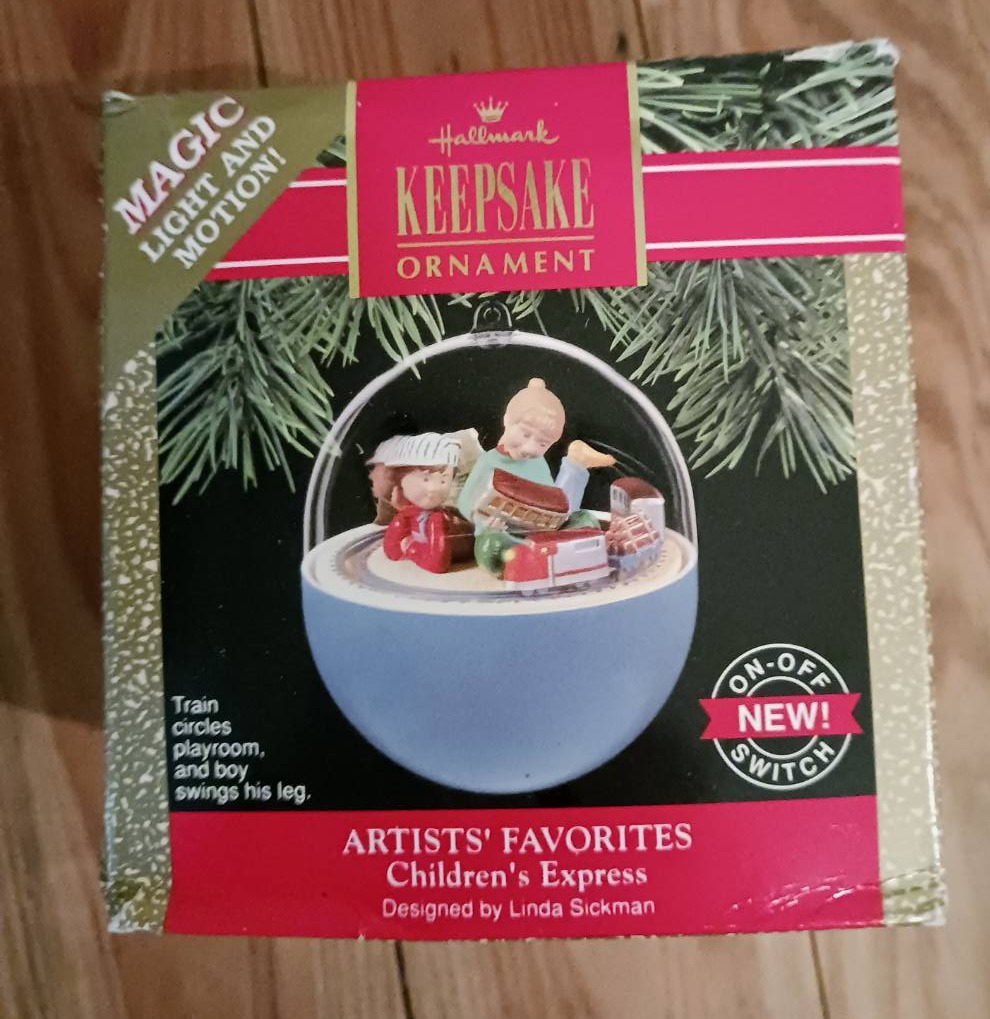 MAGIC
LIGHT AND
MOTION!
Hallmark
KEEPSAKE
ORNAMENT
Train
circles
playroom,
and boy
swings his leg.
ON-OFF
NEW!
SWITCH
ARTISTS' FAVORITES
Children's Express
Designed by Linda Sickman